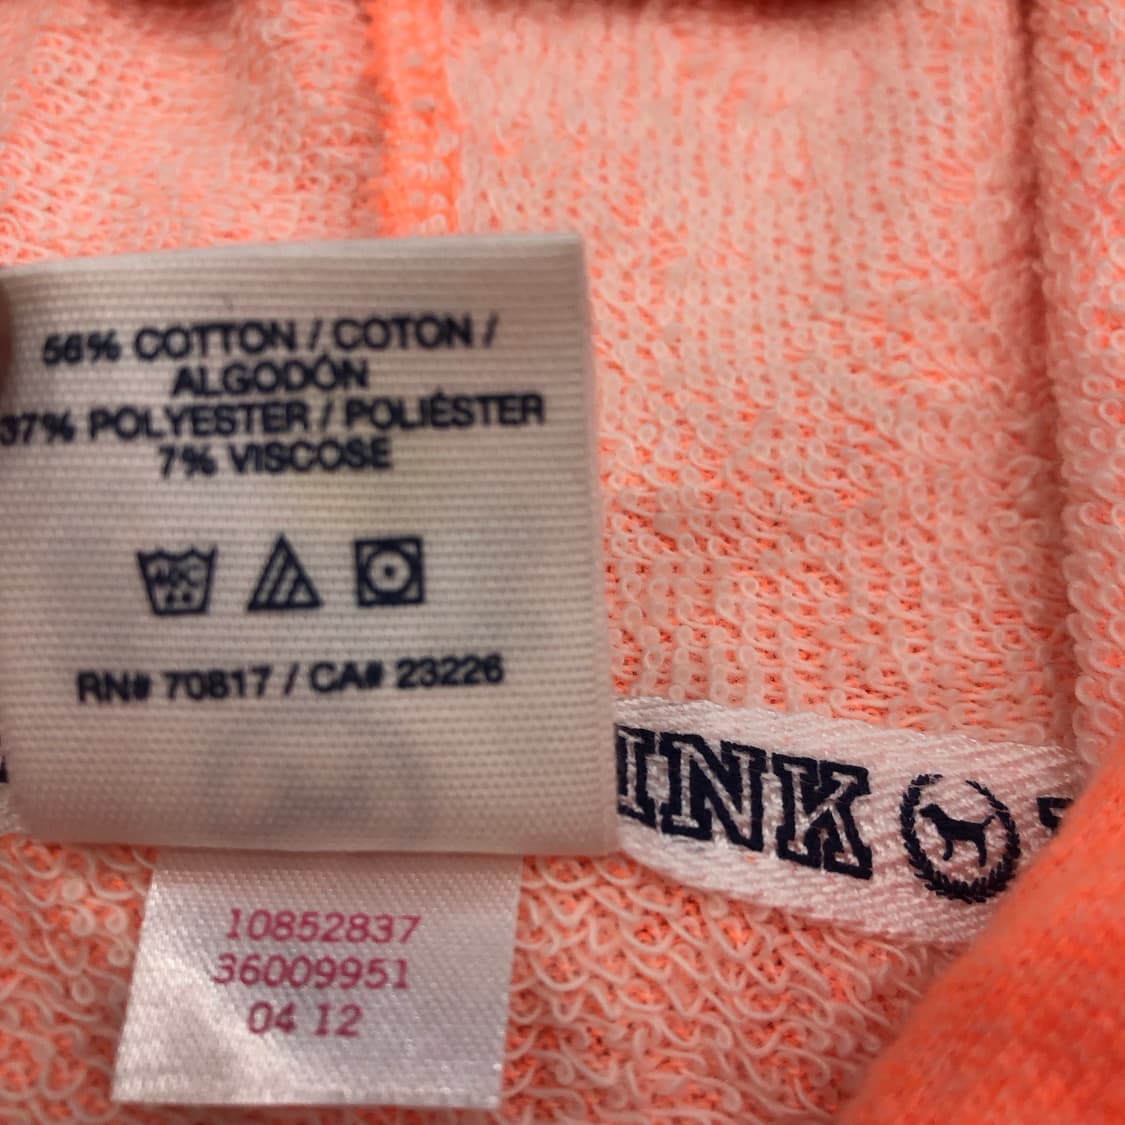 56% COTTON / COTON /
ALGODÓN
37% POLYESTER / POLIÉSTER
7% VISCOSE
RN# 70817 / CA# 23226
INK
10852837
36009951
04 12